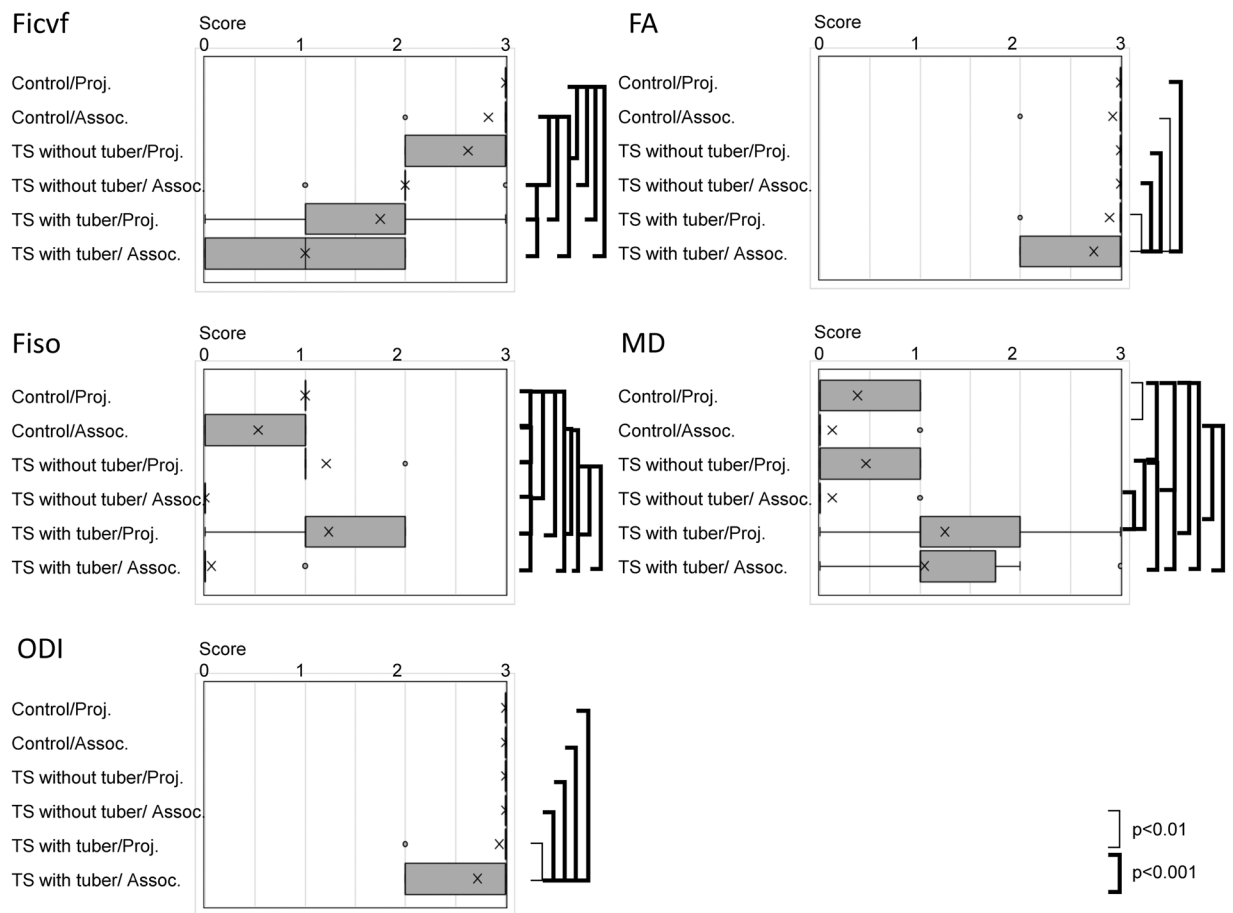 Ficvf
Score
0 1 2 3
Control/Proj.
Control/Assoc.
TS without tuber/Proj.
TS without tuber/ Assoc.
TS with tuber/Proj.
TS with tuber/ Assoc.
FA
Score
0 1 2 3
Control/Proj.
Control/Assoc.
TS without tuber/Proj.
TS without tuber/ Assoc.
TS with tuber/Proj.
TS with tuber/ Assoc.
Fiso
Score
0 1 2 3
Control/Proj.
Control/Assoc.
TS without tuber/Proj.
TS without tuber/ Assoc.
TS with tuber/Proj.
TS with tuber/ Assoc.
MD
Score
0 1 2 3
Control/Proj.
Control/Assoc.
TS without tuber/Proj.
TS without tuber/ Assoc.
TS with tuber/Proj.
TS with tuber/ Assoc.
ODI
Score
0 1 2 3
Control/Proj.
Control/Assoc.
TS without tuber/Proj.
TS without tuber/ Assoc.
TS with tuber/Proj.
TS with tuber/ Assoc.
p<0.01
p<0.001